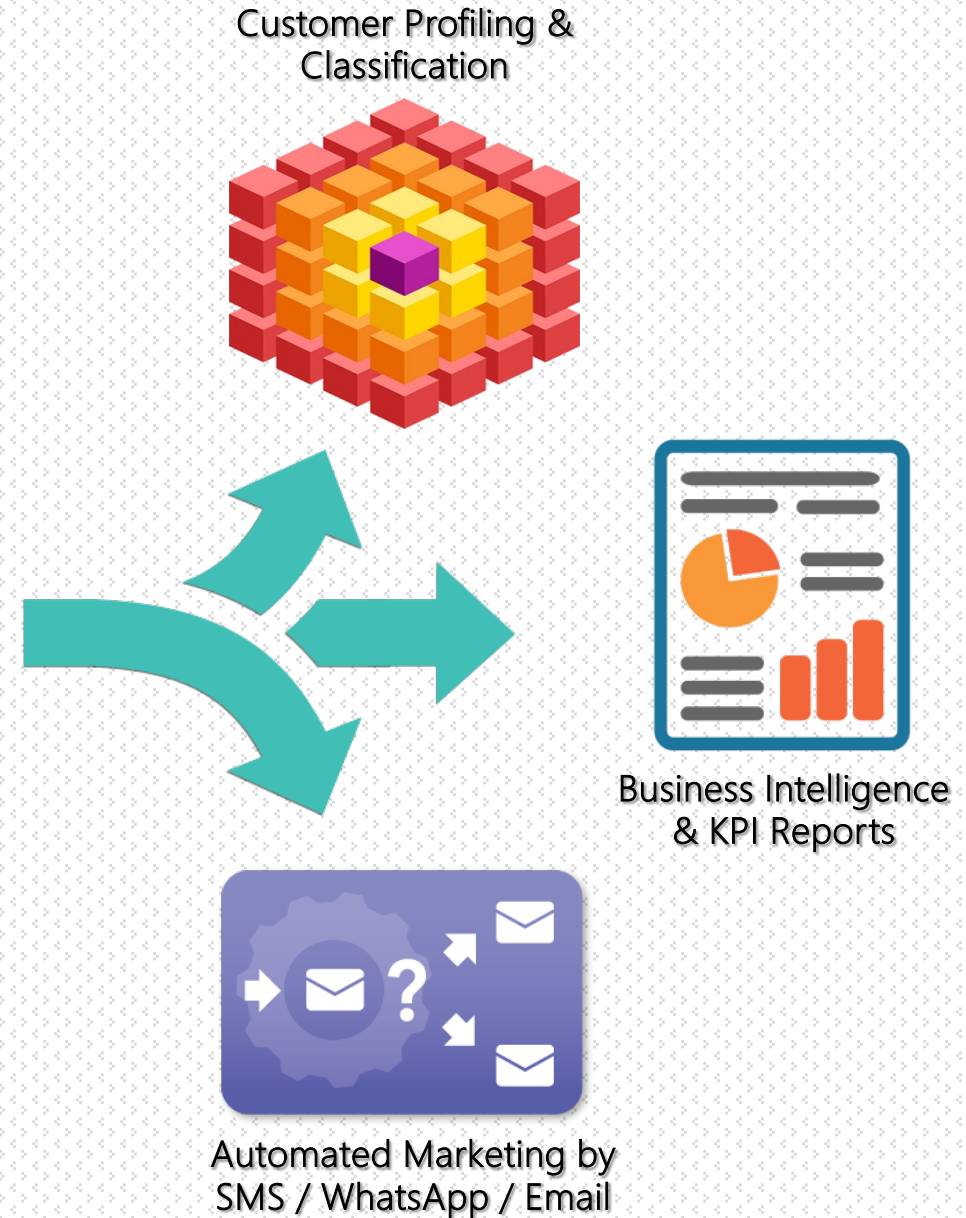 Customer Profiling &
Classification
Business Intelligence
& KPI Reports
?
Automated Marketing by
SMS / WhatsApp / Email